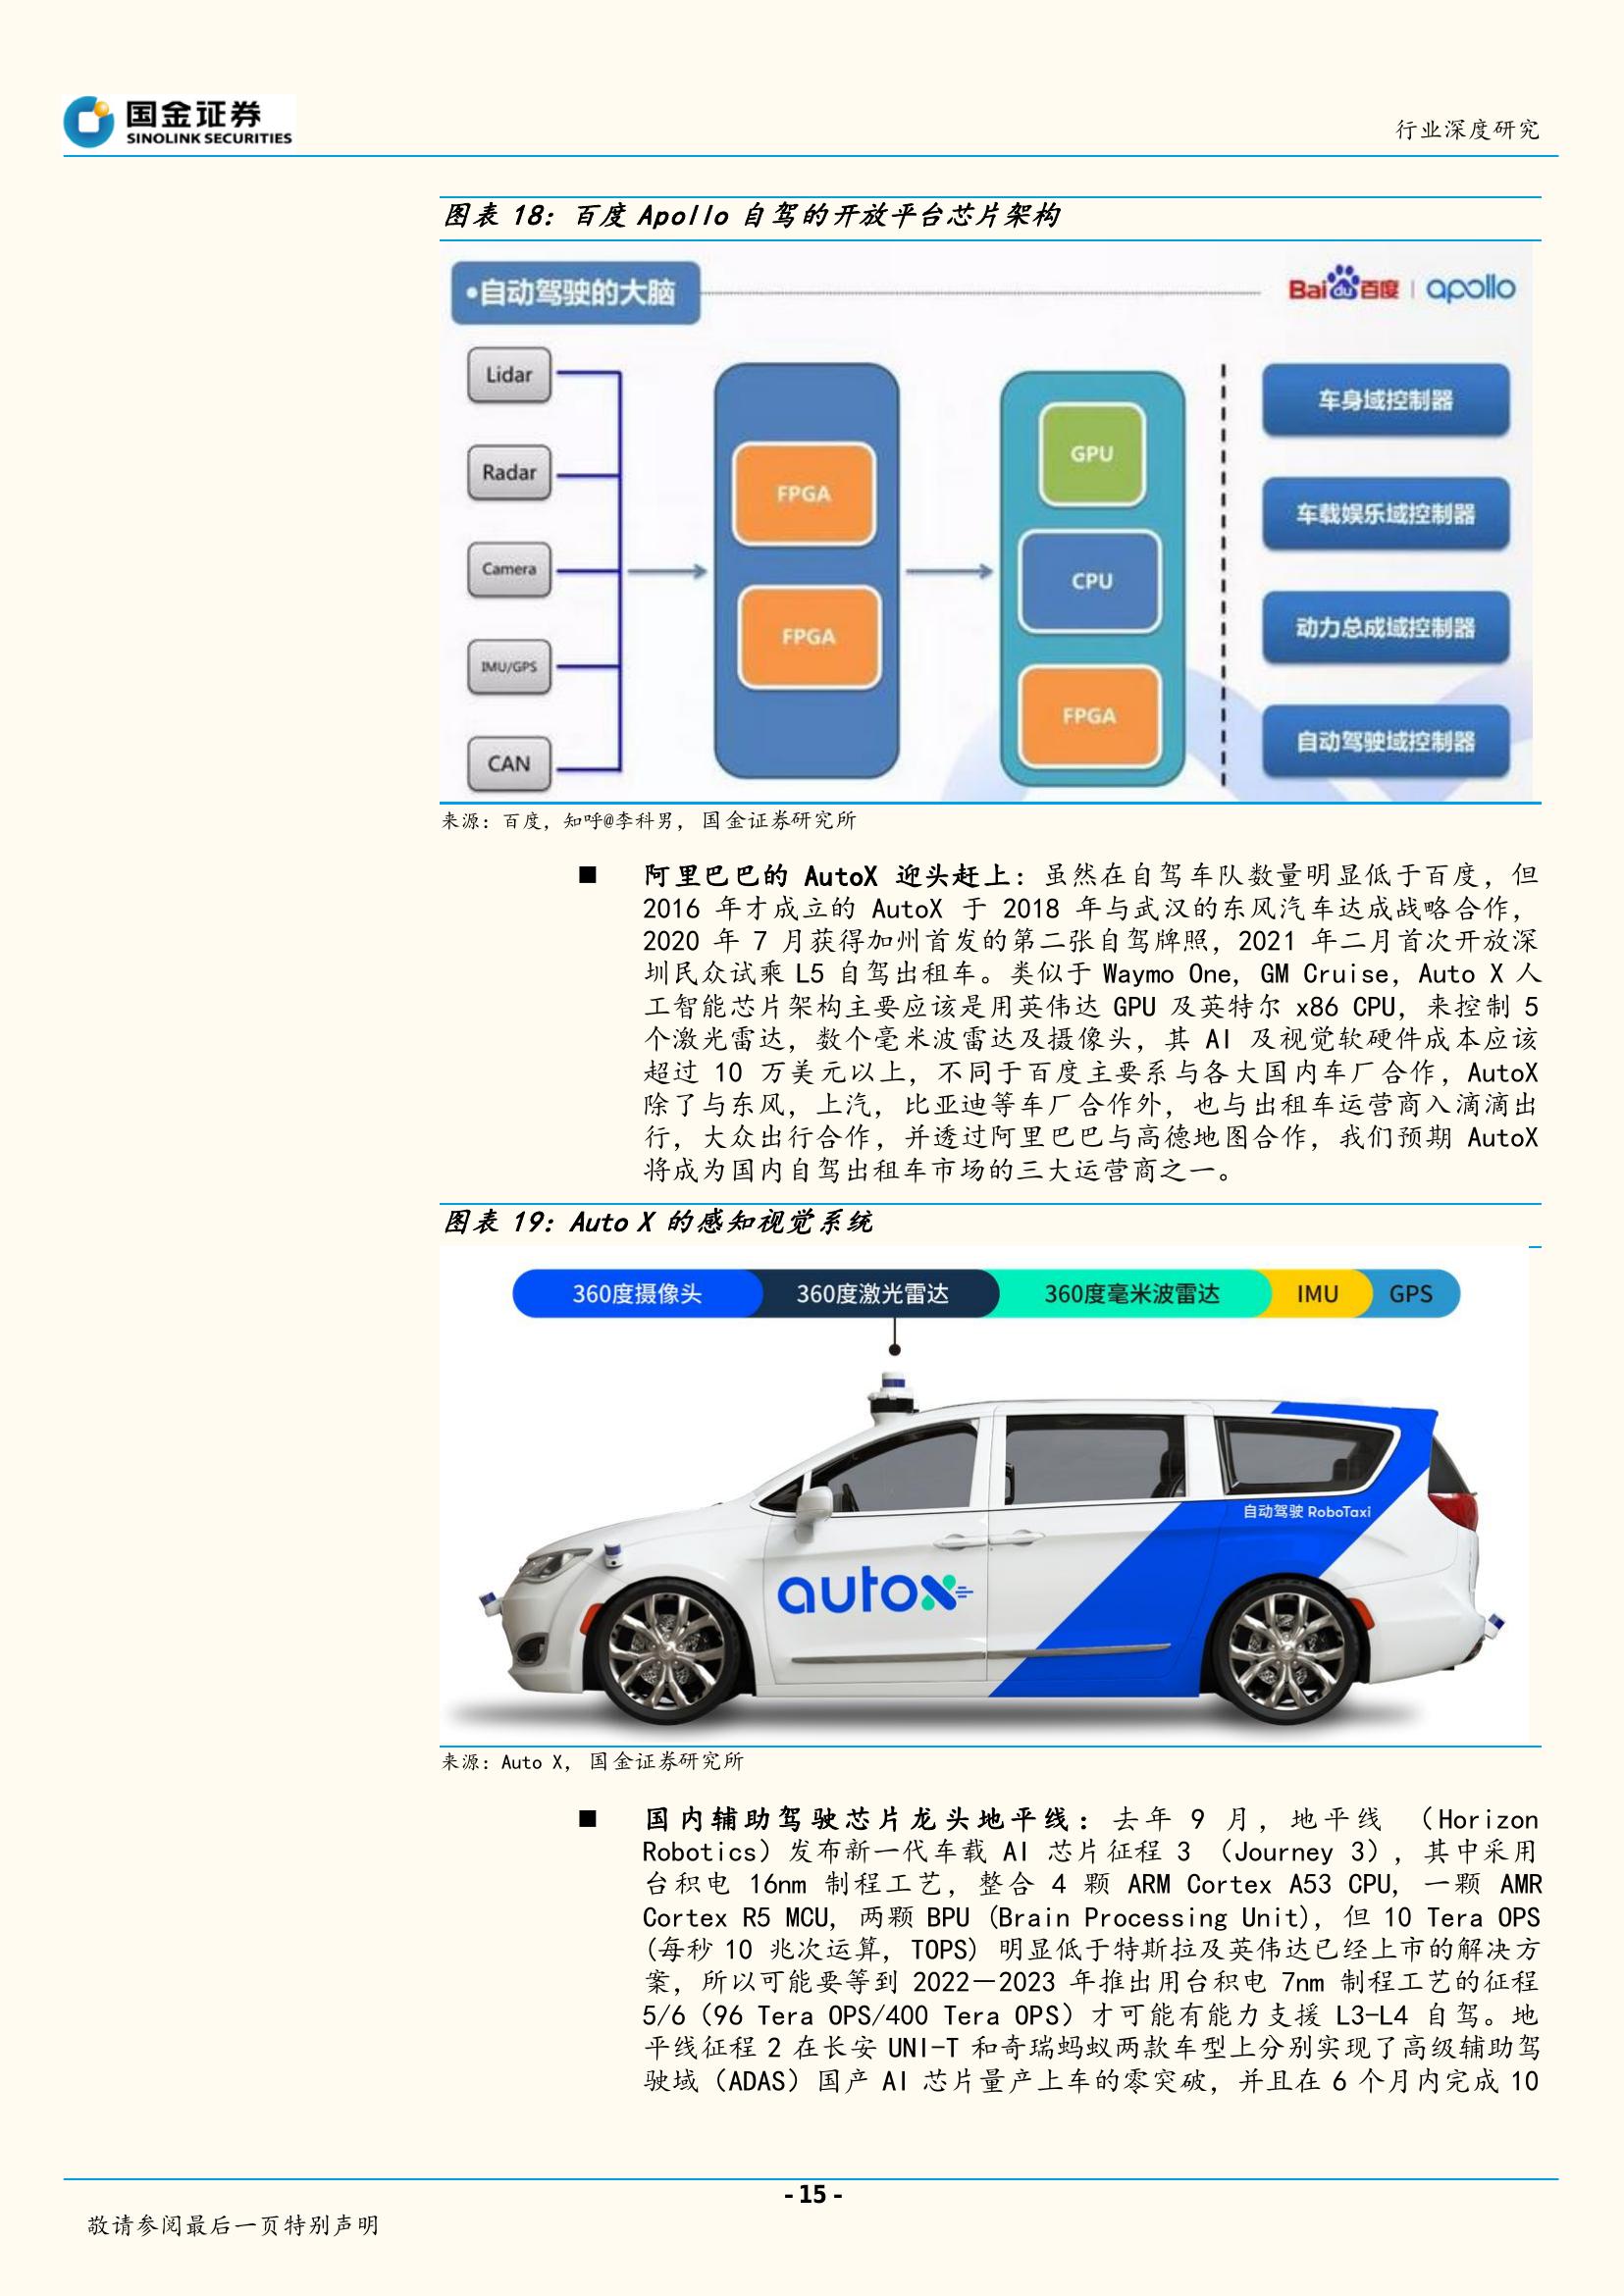 国金证券
SINOLINK SECURITIES
行业深度研究
图表 18：百度 Apollo 自驾的开放平台芯片架构
•自动驾驶的大脑
Bai du 百度 | apollo
Lidar
Radar
Camera
IMU/GPS
CAN
FPGA
FPGA
GPU
CPU
FPGA
车身域控制器
车载娱乐域控制器
动力总成域控制器
自动驾驶域控制器
来源：百度，知呼@李科男，国金证券研究所
■ 阿里巴巴的 AutoX 迎头赶上：虽然在自驾车队数量明显低于百度，但
2016 年才成立的 AutoX 于 2018 年与武汉的东风汽车达成战略合作，
2020 年 7 月获得加州首发的第二张自驾牌照，2021 年二月首次开放深
圳民众试乘 L5 自驾出租车。类似于 Waymo One, GM Cruise, Auto X 人
工智能芯片架构主要应该是用英伟达 GPU 及英特尔 x86 CPU，来控制 5
个激光雷达，数个毫米波雷达及摄像头，其 AI 及视觉软硬件成本应该
超过 10 万美元以上，不同于百度主要系与各大国内车厂合作，AutoX
除了与东风，上汽，比亚迪等车厂合作外，也与出租车运营商入滴滴出
行，大众出行合作，并透过阿里巴巴与高德地图合作，我们预期 AutoX
将成为国内自驾出租车市场的三大运营商之一。
图表 19：Auto X 的感知视觉系统
360度摄像头 360度激光雷达 360度毫米波雷达 IMU GPS
自动驾驶 RoboTaxi
autox
来源：Auto X，国金证券研究所
■ 国内辅助驾驶芯片龙头地平线：去年 9 月，地平线 （Horizon
Robotics）发布新一代车载 AI 芯片征程 3 （Journey 3），其中采用
台积电 16nm 制程工艺，整合 4 颗 ARM Cortex A53 CPU, 一颗 AMR
Cortex R5 MCU, 两颗 BPU (Brain Processing Unit), 但 10 Tera OPS
(每秒 10 兆次运算, TOPS) 明显低于特斯拉及英伟达已经上市的解决方
案，所以可能要等到 2022－2023 年推出用台积电 7nm 制程工艺的征程
5/6（96 Tera OPS/400 Tera OPS）才可能有能力支援 L3-L4 自驾。地
平线征程 2 在长安 UNI-T 和奇瑞蚂蚁两款车型上分别实现了高级辅助驾
驶域（ADAS）国产 AI 芯片量产上车的零突破，并且在 6 个月内完成 10
- 15 -
敬请参阅最后一页特别声明